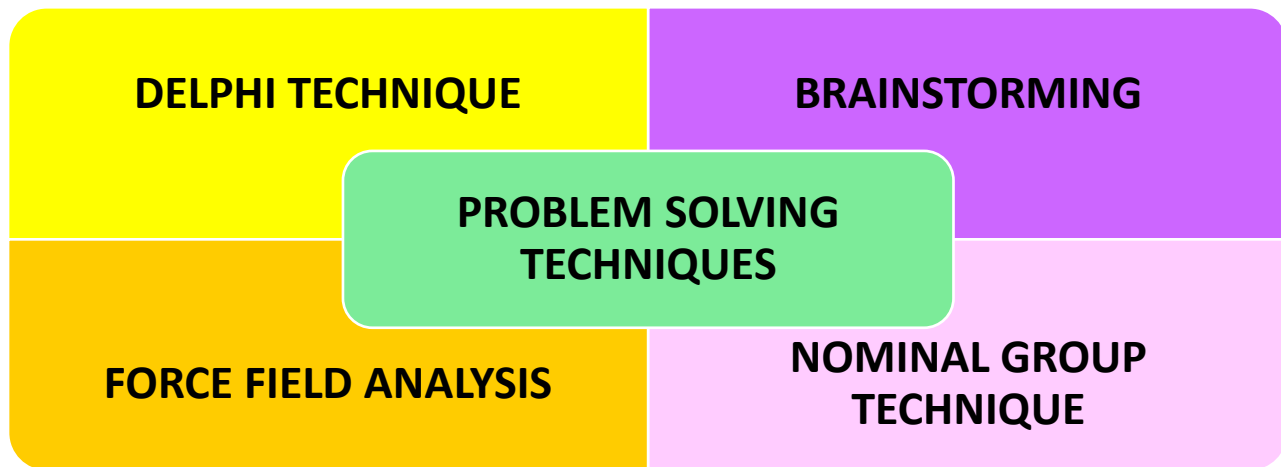 DELPHI TECHNIQUE
BRAINSTORMING
PROBLEM SOLVING
TECHNIQUES
FORCE FIELD ANALYSIS
NOMINAL GROUP
TECHNIQUE